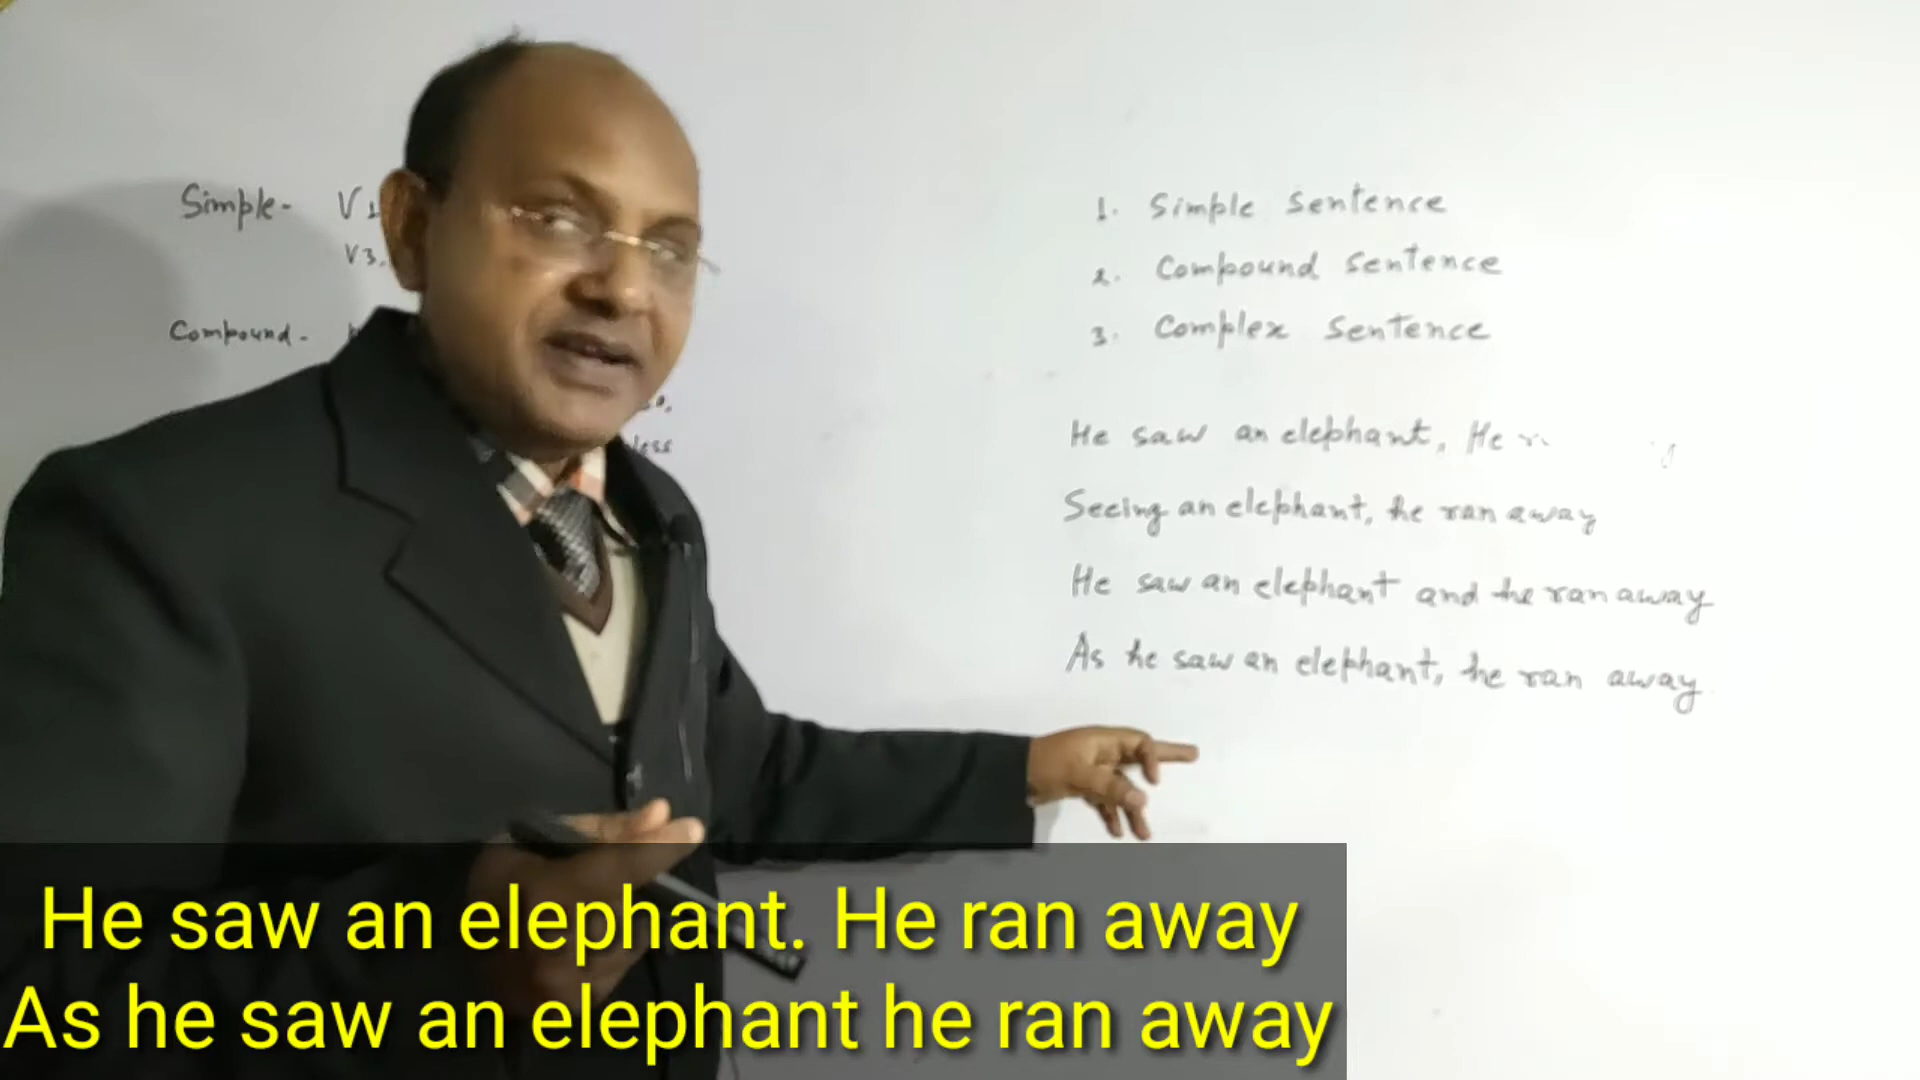 Simple-
V3.
Compound-
less
1. Simple Sentence
2. Compound Sentence
3. Complex Sentence
He saw an elephant, He
Seeing an elephant, he ran away
He saw an elephant and he ran away
As he saw an elephant, he ran away
He saw an elephant. He ran away
As he saw an elephant he ran away